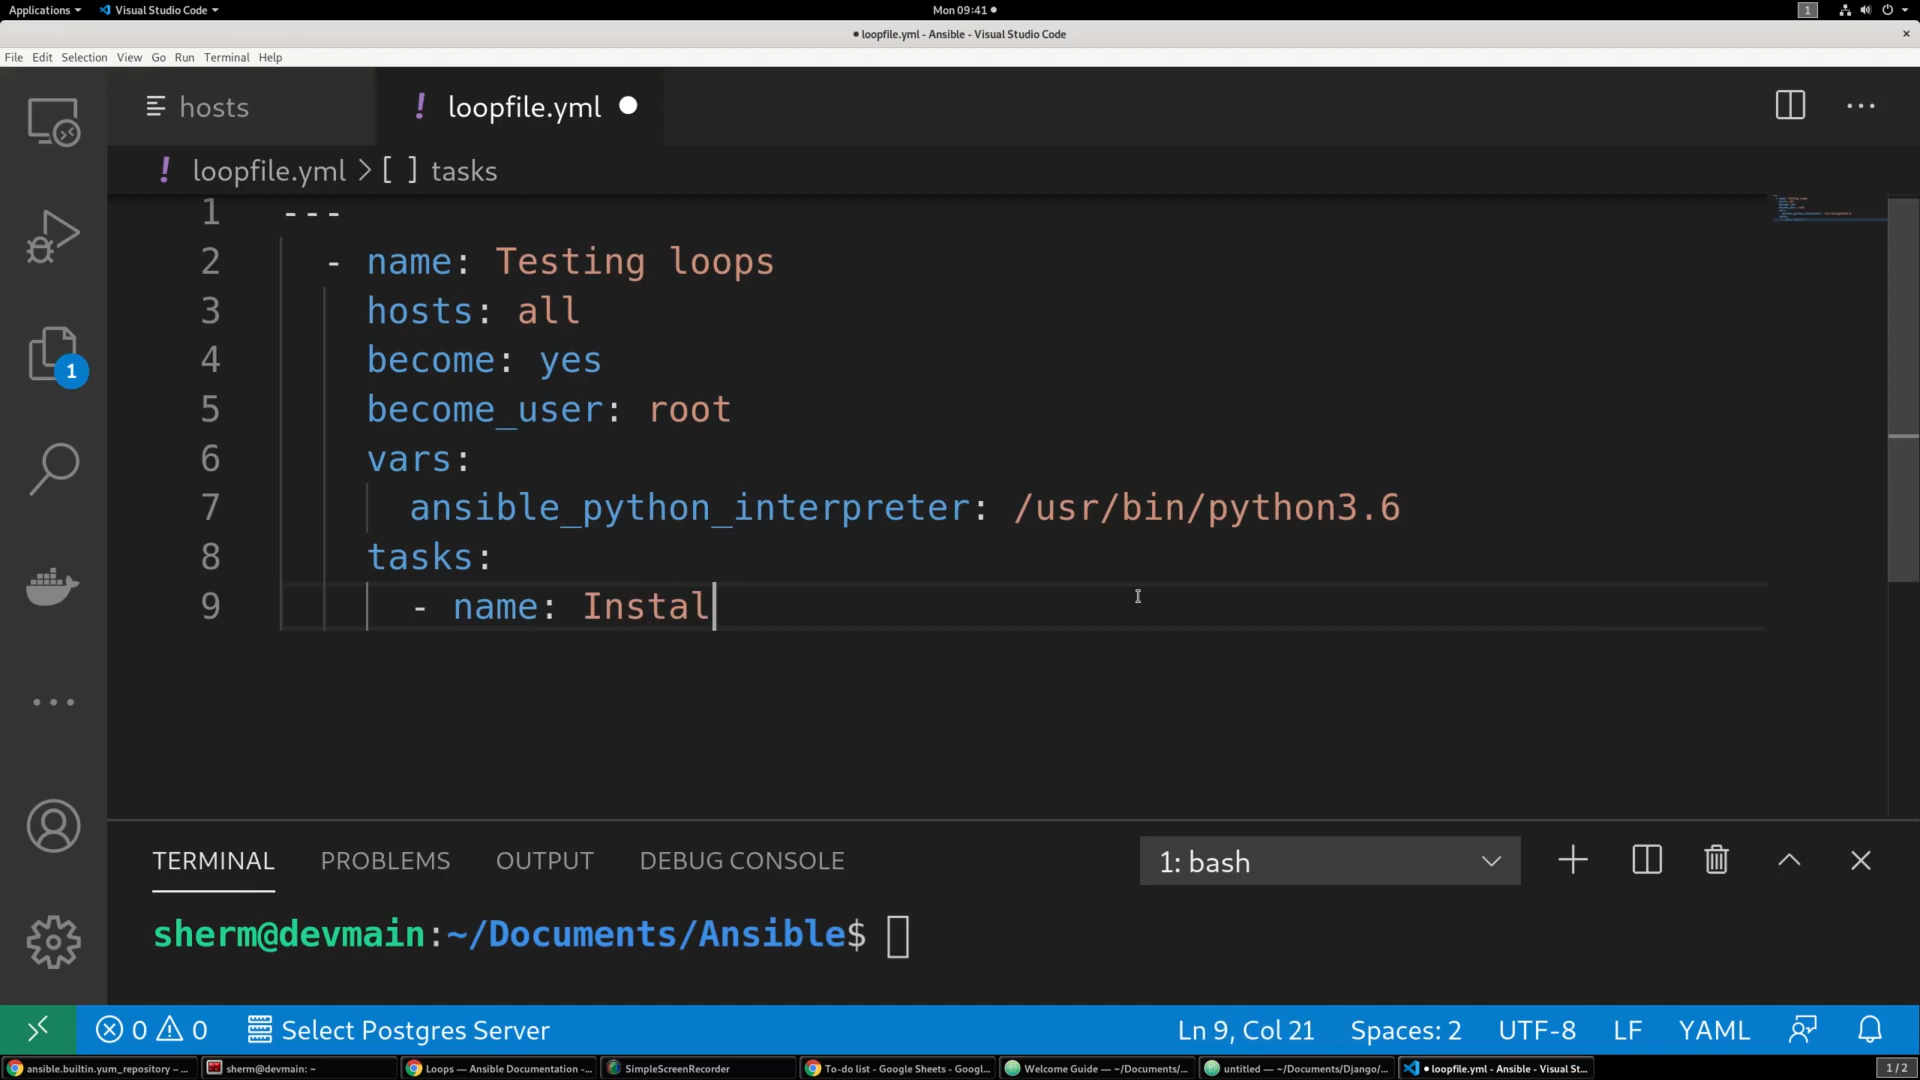 Applications Visual Studio Code Mon 09:41 1
loopfile.yml - Ansible - Visual Studio Code
File Edit Selection View Go Run Terminal Help
hosts ! loopfile.yml
! loopfile.yml > [ ] tasks
1 ---
2 - name: Testing loops
3 hosts: all
4 become: yes
5 become_user: root
6 vars:
7 ansible_python_interpreter: /usr/bin/python3.6
8 tasks:
9 - name: Instal
1
TERMINAL PROBLEMS OUTPUT DEBUG CONSOLE 1: bash
sherm@devmain:~/Documents/Ansible$
0 0 Select Postgres Server Ln 9, Col 21 Spaces: 2 UTF-8 LF YAML
ansible.builtin.yum_repository – ... sherm@devmain: ~ Loops — Ansible Documentation -... SimpleScreenRecorder To-do list - Google Sheets - Googl... Welcome Guide — ~/Documents/... untitled — ~/Documents/Django/... loopfile.yml - Ansible - Visual St... 1 / 2